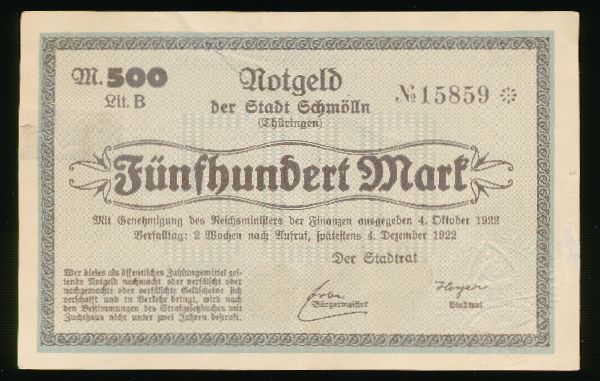 M. 500
Lit. B
Notgeld
der Stadt Schmölln
(Thüringen)
№ 15859 ※
Fünfhundert Mark
Mit Genehmigung des Reichsministers der Finanzen ausgegeben 4. Oktober 1922
Verfalltag: 2 Wochen nach Aufruf, spätestens 4. Dezember 1922
Der Stadtrat
Wer dieses als öffentliches Zahlungsmittel gel-
tende Notgeld nachmacht oder verfälscht oder
nachgemachte oder verfälschte Geldscheine sich
verschafft und in Verkehr bringt, wird nach
den Bestimmungen des Strafgesetzbuches mit
Zuchthaus nicht unter zwei Jahren bestraft.
Bürgermeister
Stadtrat